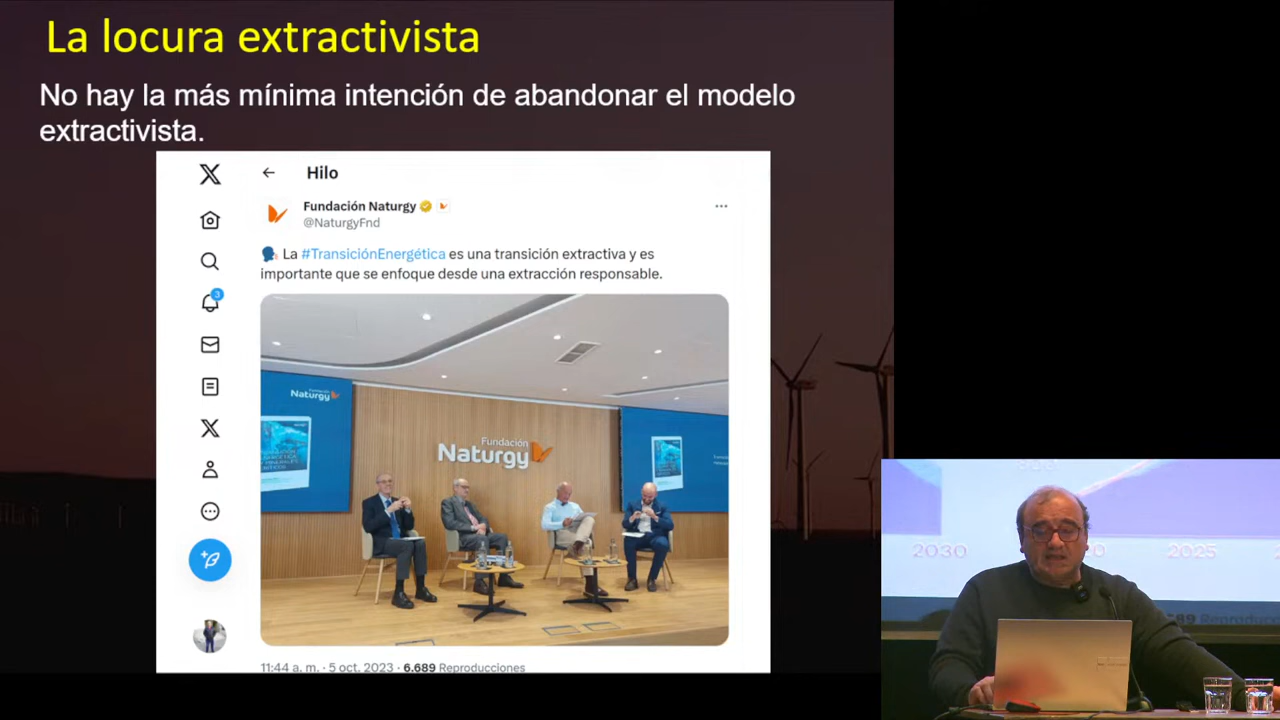 La locura extractivista
No hay la más mínima intención de abandonar el modelo
extractivista.
Hilo
Fundación Naturgy
@NaturgyFnd
La #TransiciónEnergética es una transición extractiva y es
importante que se enfoque desde una extracción responsable.
Fundación
Naturgy
Fundación
Naturgy
3
11:44 a. m. · 5 oct. 2023 · 6.689 Reproducciones
2030
2025